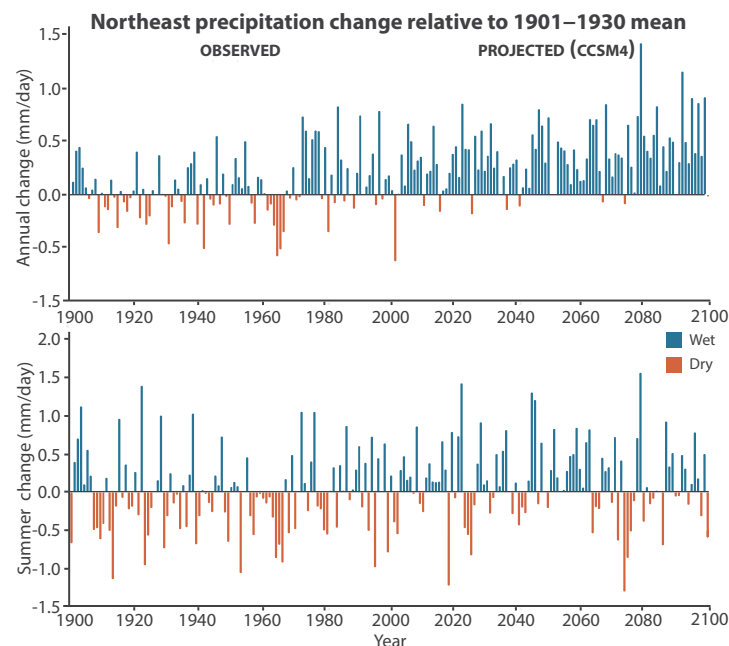 Northeast precipitation change relative to 1901–1930 mean
OBSERVED PROJECTED (CCSM4)
Annual change (mm/day)
1.5
1.0
0.5
0.0
-0.5
-1.5
1900 1920 1940 1960 1980 2000 2020 2040 2060 2080 2100
Summer change (mm/day)
2.0
1.5
1.0
0.5
0.0
-0.5
-1.0
-1.5
Wet
Dry
1900 1920 1940 1960 1980 2000 2020 2040 2060 2080 2100
Year